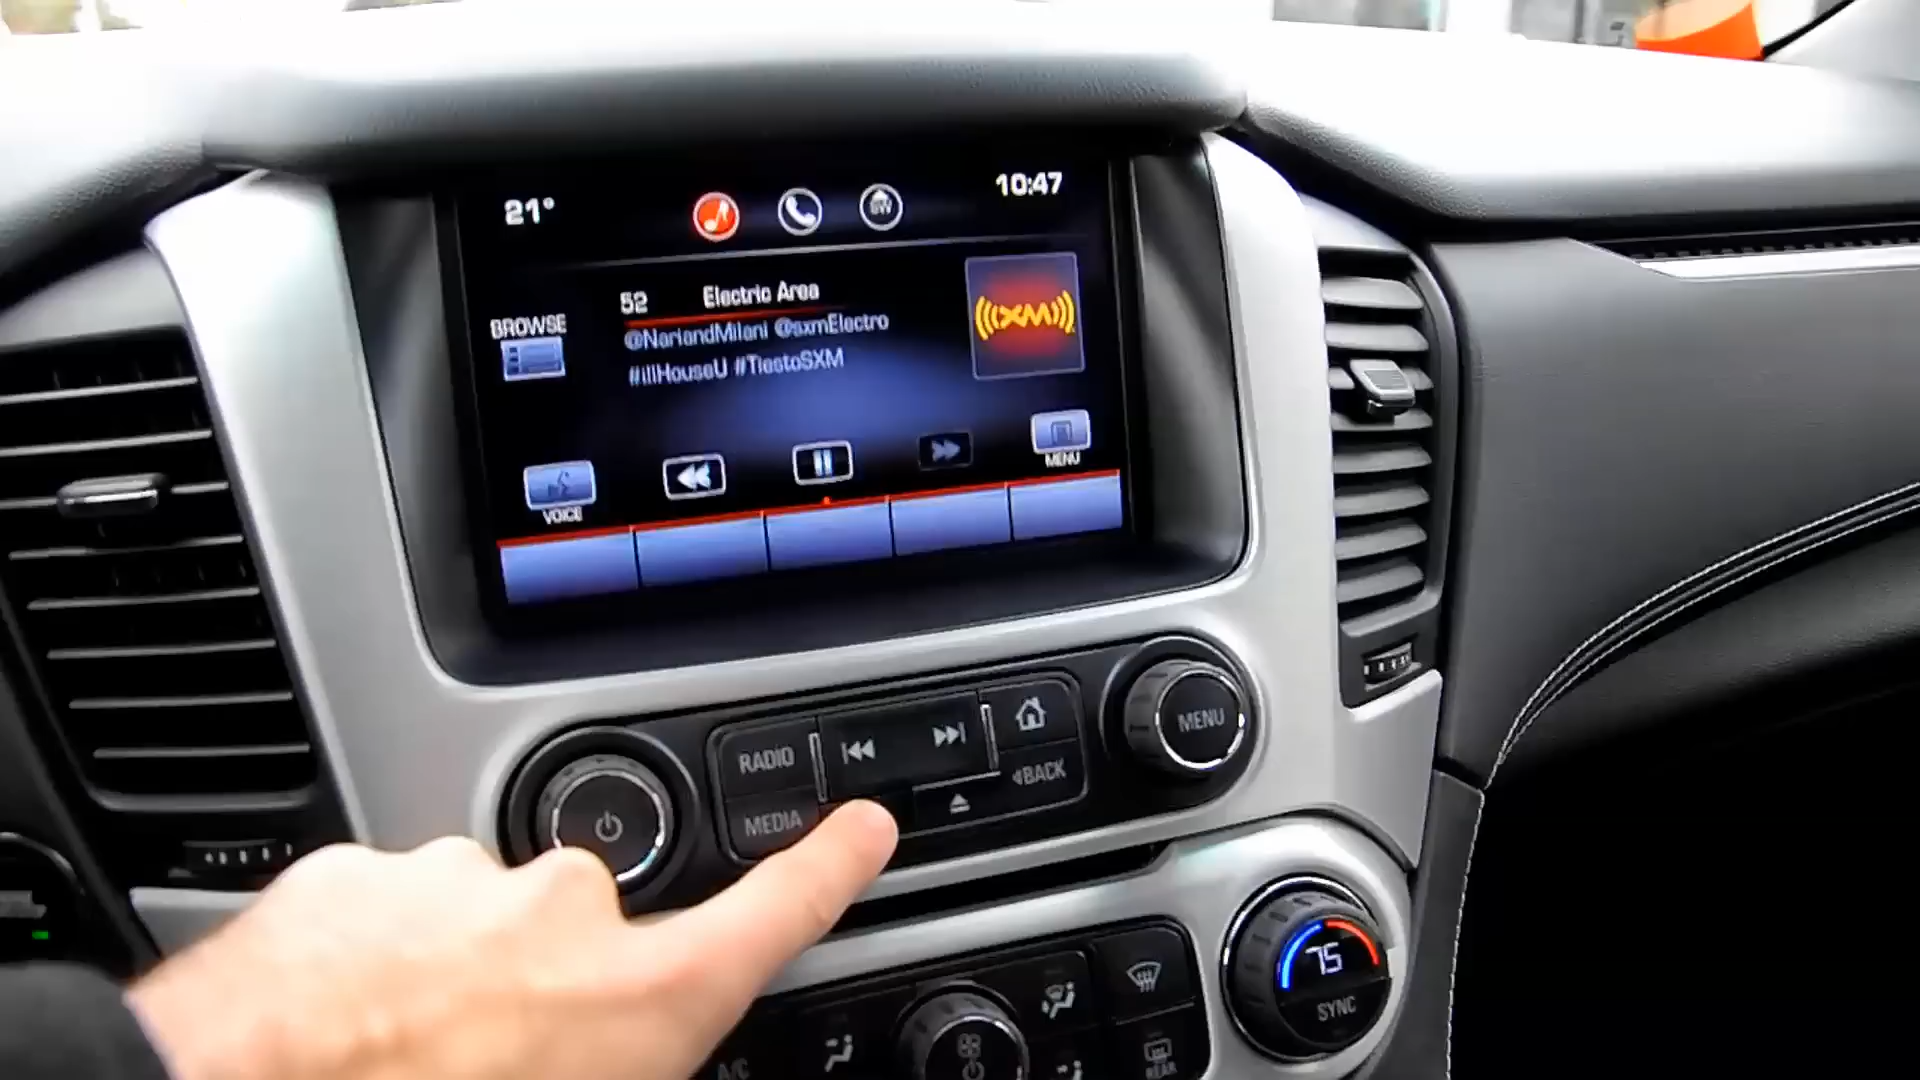 21°
10:47
52 Electric Area
@NariandMilani @sxmElectro
#illHouseU #TiestoSXM
BROWSE
((XM))
VOICE
MENU
RADIO
MEDIA
BACK
MENU
75
SYNC
A/C
REAR